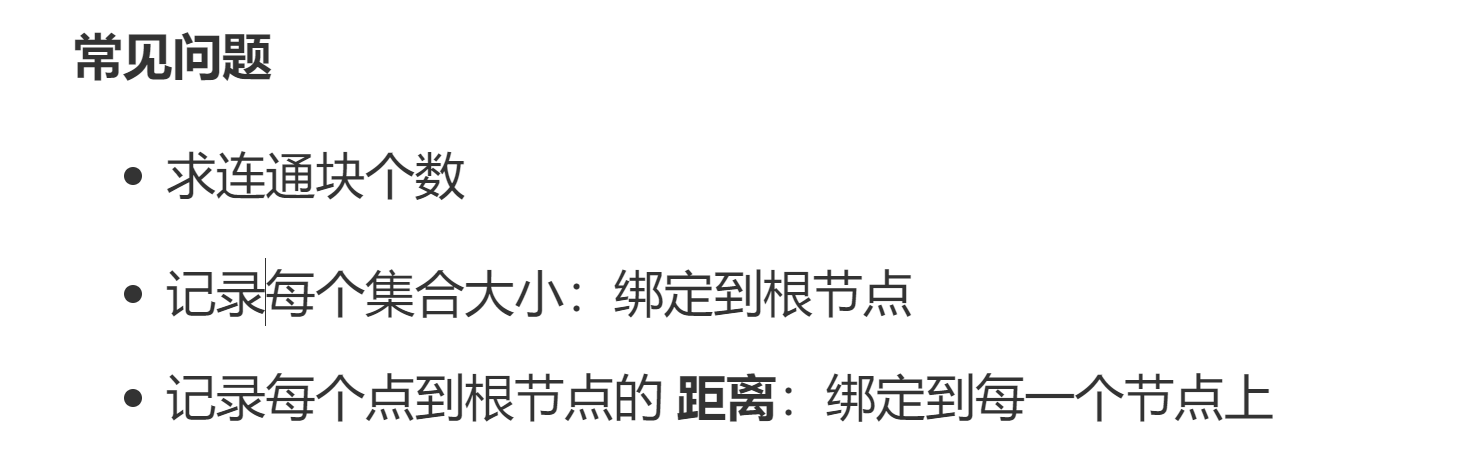 常见问题
求连通块个数
记录每个集合大小：绑定到根节点
记录每个点到根节点的 距离：绑定到每一个节点上